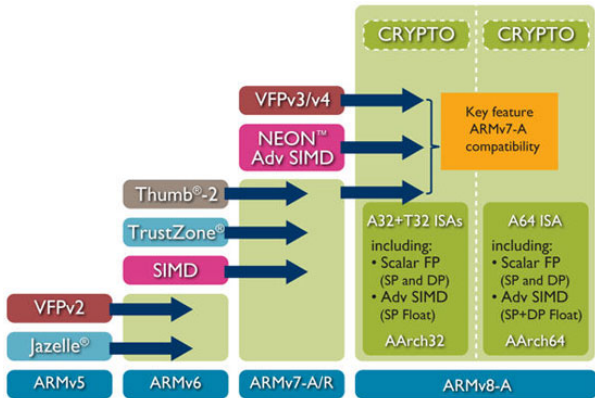 CRYPTO
CRYPTO
VFPv3/v4
Key feature
ARMv7-A
compatibility
NEON™
Adv SIMD
Thumb®-2
TrustZone®
SIMD
A32+T32 ISAs
including:
• Scalar FP
(SP and DP)
• Adv SIMD
(SP Float)
AArch32
A64 ISA
including:
• Scalar FP
(SP and DP)
• Adv SIMD
(SP+DP Float)
AArch64
VFPv2
Jazelle®
ARMv5
ARMv6
ARMv7-A/R
ARMv8-A